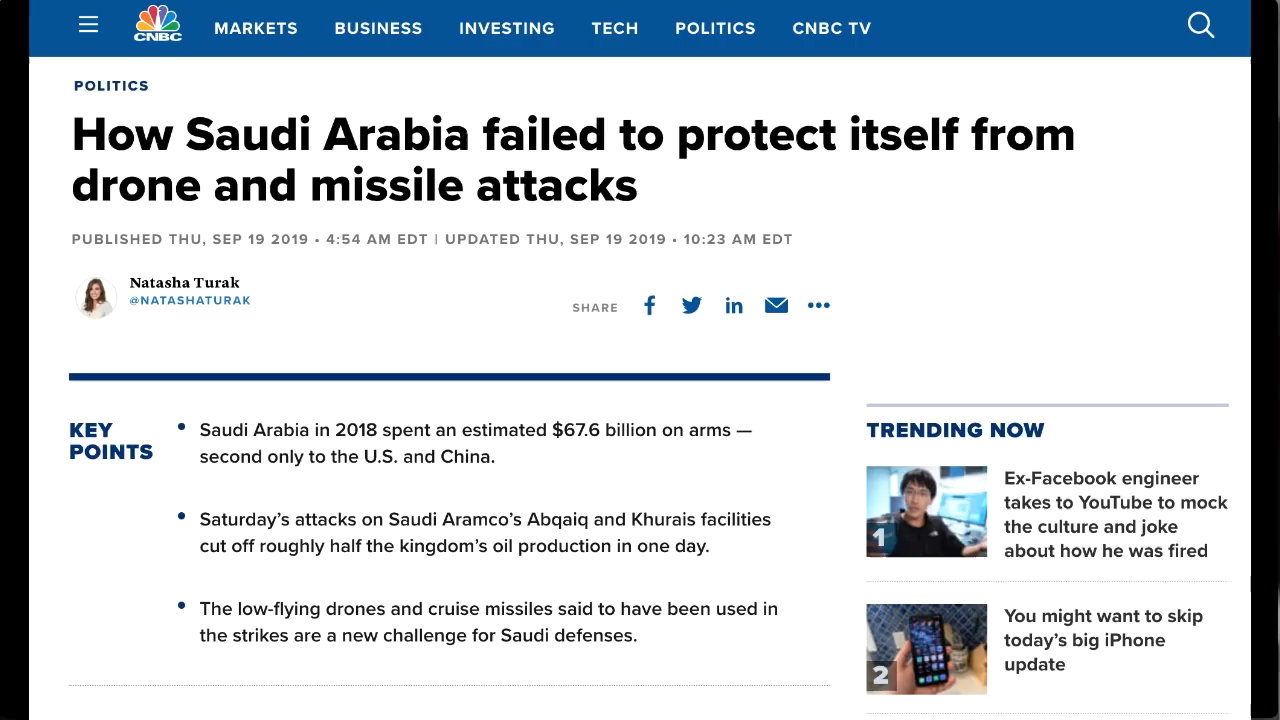 CNBC
MARKETS BUSINESS INVESTING TECH POLITICS CNBC TV
POLITICS
How Saudi Arabia failed to protect itself from
drone and missile attacks
PUBLISHED THU, SEP 19 2019 • 4:54 AM EDT | UPDATED THU, SEP 19 2019 • 10:23 AM EDT
Natasha Turak
@NATASHATURAK
SHARE
KEY
POINTS
• Saudi Arabia in 2018 spent an estimated $67.6 billion on arms —
second only to the U.S. and China.
• Saturday’s attacks on Saudi Aramco’s Abqaiq and Khurais facilities
cut off roughly half the kingdom’s oil production in one day.
• The low-flying drones and cruise missiles said to have been used in
the strikes are a new challenge for Saudi defenses.
TRENDING NOW
1
Ex-Facebook engineer
takes to YouTube to mock
the culture and joke
about how he was fired
2
You might want to skip
today’s big iPhone
update